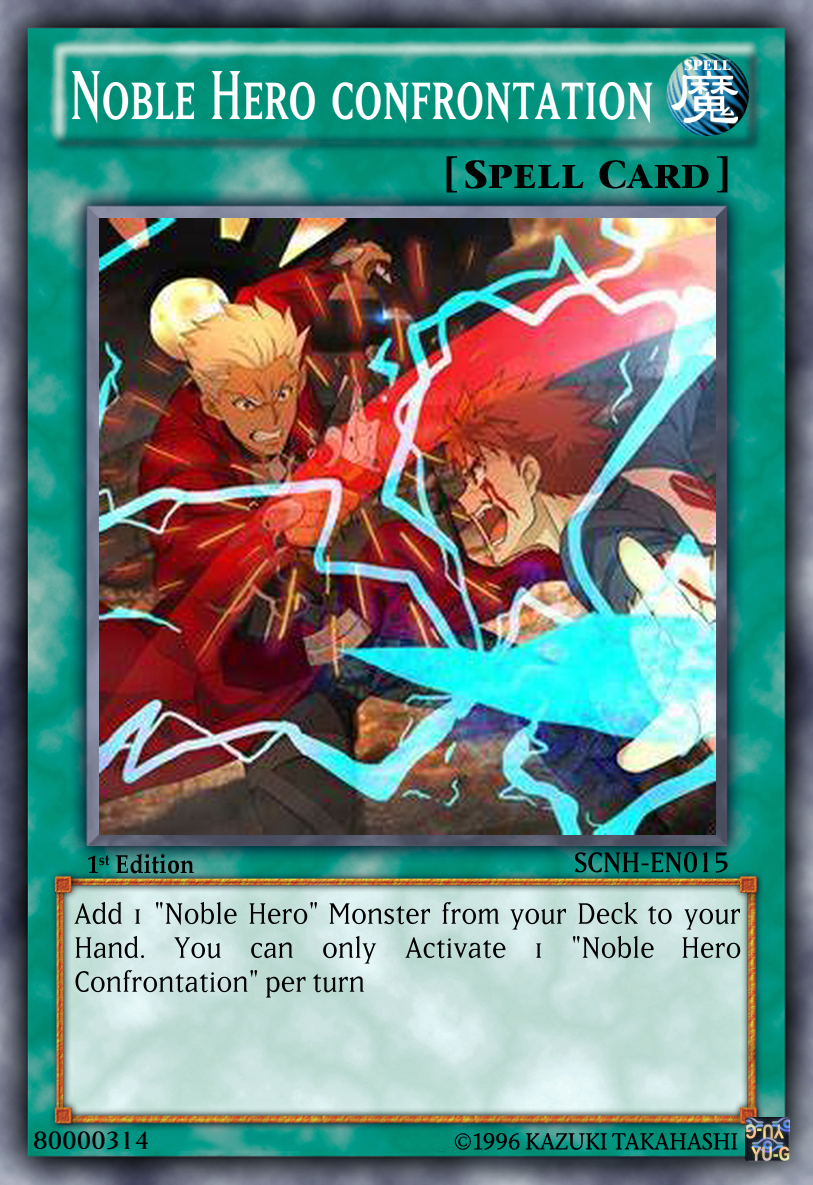 Noble Hero confrontation
SPELL
魔
[Spell Card]
1st Edition
SCNH-EN015
Add 1 "Noble Hero" Monster from your Deck to your
Hand. You can only Activate 1 "Noble Hero
Confrontation" per turn
80000314
©1996 KAZUKI TAKAHASHI
YU-G
YU-G